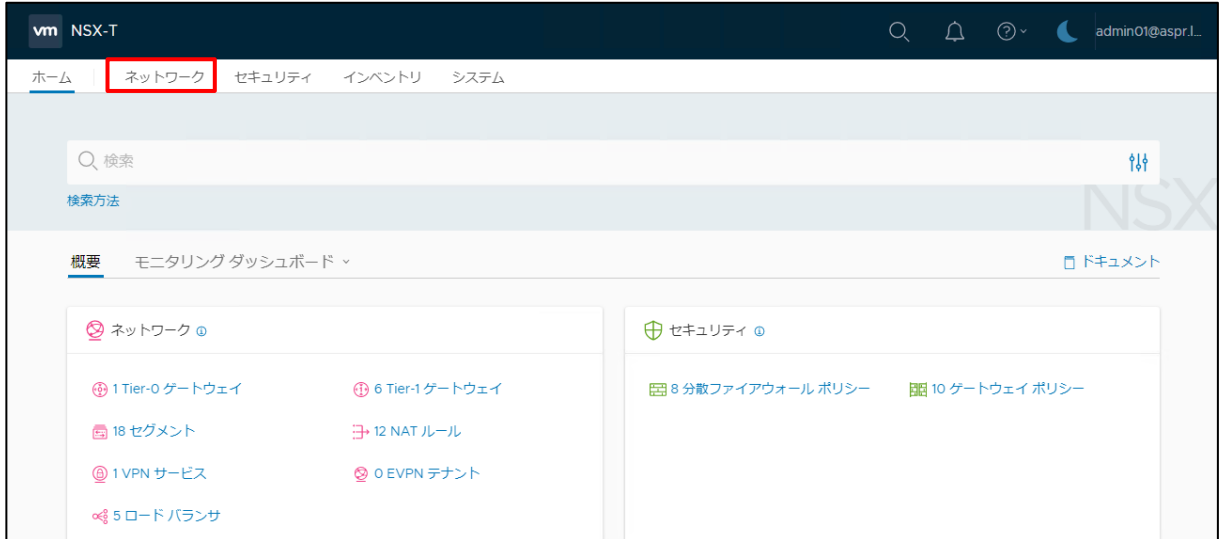 vm NSX-T admin01@aspr.l...
ホーム ネットワーク セキュリティ インベントリ システム
検索
検索方法
NSX
概要 モニタリング ダッシュボード ドキュメント
ネットワーク
1 Tier-0 ゲートウェイ 6 Tier-1 ゲートウェイ
18 セグメント 12 NAT ルール
1 VPN サービス 0 EVPN テナント
5 ロード バランサ
セキュリティ
8 分散ファイアウォール ポリシー 10 ゲートウェイ ポリシー